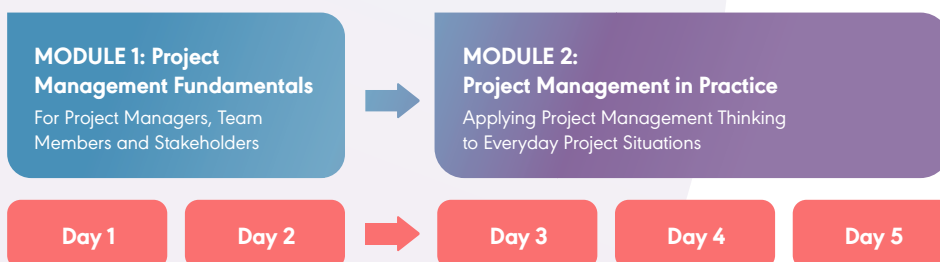 MODULE 1: Project
Management Fundamentals
For Project Managers, Team
Members and Stakeholders
MODULE 2:
Project Management in Practice
Applying Project Management Thinking
to Everyday Project Situations
Day 1
Day 2
Day 3
Day 4
Day 5